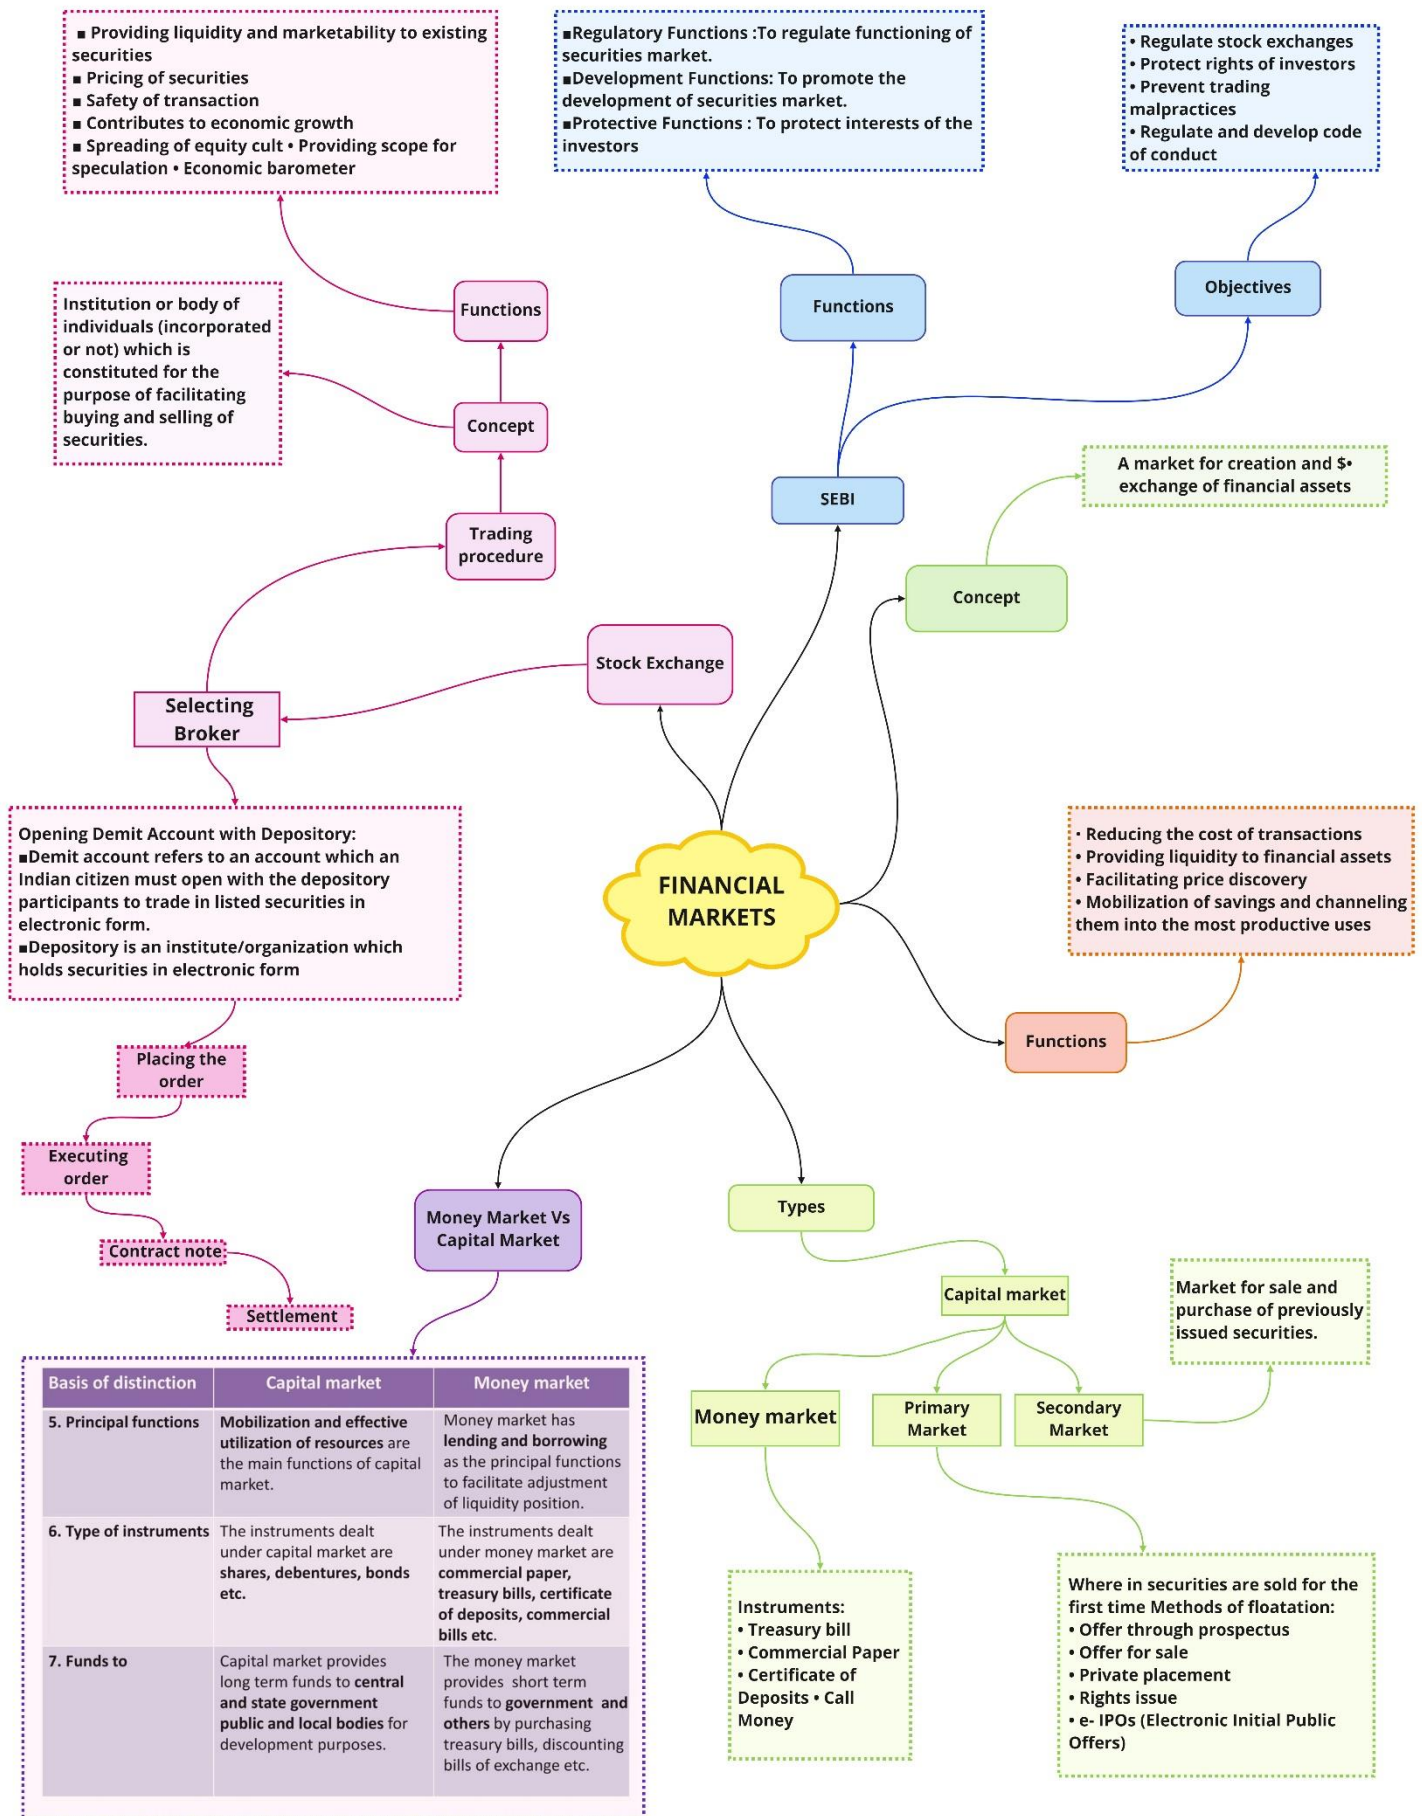 ■ Providing liquidity and marketability to existing
securities
■ Pricing of securities
■ Safety of transaction
■ Contributes to economic growth
■ Spreading of equity cult • Providing scope for
speculation • Economic barometer
■Regulatory Functions :To regulate functioning of
securities market.
■Development Functions: To promote the
development of securities market.
■Protective Functions : To protect interests of the
investors
• Regulate stock exchanges
• Protect rights of investors
• Prevent trading
malpractices
• Regulate and develop code
of conduct
Functions
Objectives
Functions
Institution or body of
individuals (incorporated
or not) which is
constituted for the
purpose of facilitating
buying and selling of
securities.
Concept
SEBI
A market for creation and $•
exchange of financial assets
Trading
procedure
Concept
Stock Exchange
Selecting
Broker
Opening Demit Account with Depository:
■Demit account refers to an account which an
Indian citizen must open with the depository
participants to trade in listed securities in
electronic form.
■Depository is an institute/organization which
holds securities in electronic form
FINANCIAL
MARKETS
• Reducing the cost of transactions
• Providing liquidity to financial assets
• Facilitating price discovery
• Mobilization of savings and channeling
them into the most productive uses
Functions
Placing the
order
Executing
order
Contract note
Settlement
Money Market Vs
Capital Market
Types
Capital market
Market for sale and
purchase of previously
issued securities.
Money market
Primary
Market
Secondary
Market
Instruments:
• Treasury bill
• Commercial Paper
• Certificate of
Deposits • Call
Money
Where in securities are sold for the
first time Methods of floatation:
• Offer through prospectus
• Offer for sale
• Private placement
• Rights issue
• e- IPOs (Electronic Initial Public
Offers)
Basis of distinction
Capital market
Money market
5. Principal functions
Mobilization and effective
utilization of resources are
the main functions of capital
market.
Money market has
lending and borrowing
as the principal functions
to facilitate adjustment
of liquidity position.
6. Type of instruments
The instruments dealt
under capital market are
shares, debentures, bonds
etc.
The instruments dealt
under money market are
commercial paper,
treasury bills, certificate
of deposits, commercial
bills etc.
7. Funds to
Capital market provides
long term funds to central
and state government
public and local bodies for
development purposes.
The money market
provides short term
funds to government and
others by purchasing
treasury bills, discounting
bills of exchange etc.